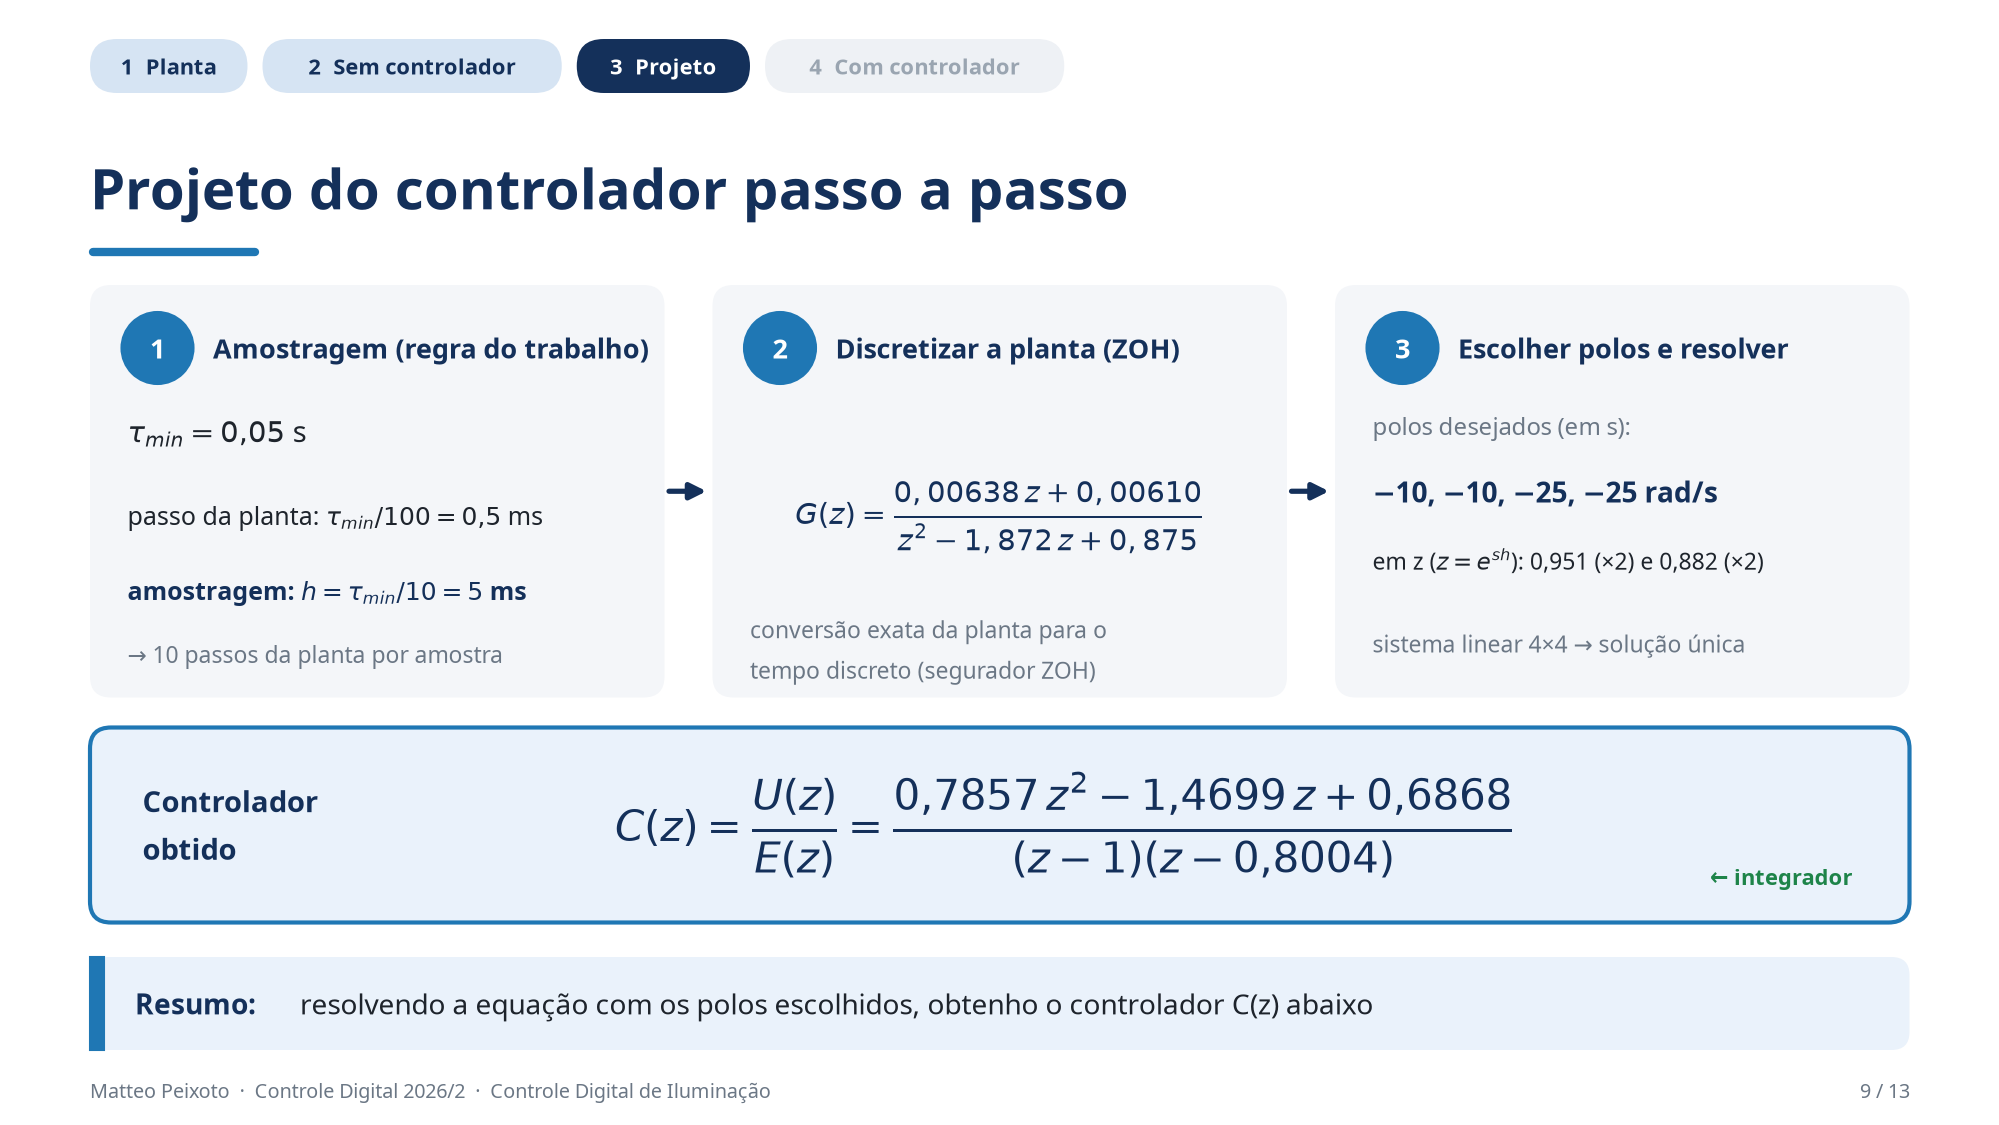 1 Planta
2 Sem controlador
3 Projeto
4 Com controlador
Projeto do controlador passo a passo
1 Amostragem (regra do trabalho)
τ_min = 0,05 s
passo da planta: τ_min/100 = 0,5 ms
amostragem: h = τ_min/10 = 5 ms
→ 10 passos da planta por amostra
2 Discretizar a planta (ZOH)
G(z) = (0,00638 z + 0,00610) / (z² − 1,872 z + 0,875)
conversão exata da planta para o
tempo discreto (segurador ZOH)
3 Escolher polos e resolver
polos desejados (em s):
−10, −10, −25, −25 rad/s
em z (z = e^{sh}): 0,951 (×2) e 0,882 (×2)
sistema linear 4×4 → solução única
Controlador
obtido
C(z) = U(z)/E(z) = (0,7857 z² − 1,4699 z + 0,6868) / ((z − 1)(z − 0,8004))
← integrador
Resumo: resolvendo a equação com os polos escolhidos, obtenho o controlador C(z) abaixo
Matteo Peixoto · Controle Digital 2026/2 · Controle Digital de Iluminação
9 / 13